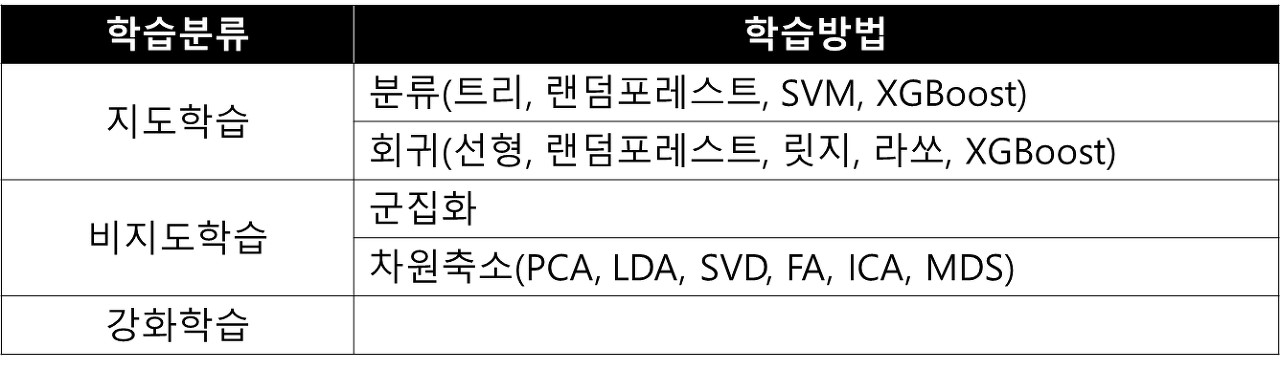 학습분류 학습방법
지도학습
분류(트리, 랜덤포레스트, SVM, XGBoost)
회귀(선형, 랜덤포레스트, 릿지, 라쏘, XGBoost)
비지도학습
군집화
차원축소(PCA, LDA, SVD, FA, ICA, MDS)
강화학습